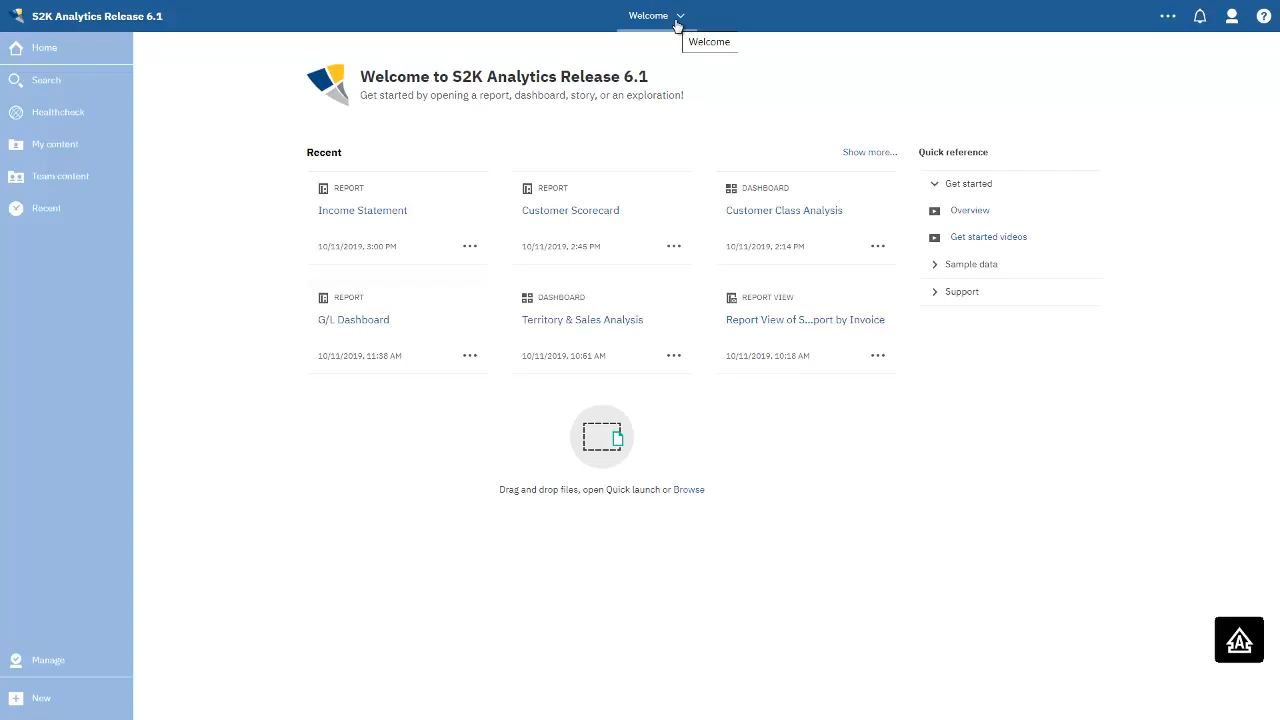 S2K Analytics Release 6.1
Welcome
Welcome
Home
Search
Healthcheck
My content
Team content
Recent
Manage
New
Welcome to S2K Analytics Release 6.1
Get started by opening a report, dashboard, story, or an exploration!
Recent
Show more...
REPORT
Income Statement
10/11/2019, 3:00 PM
REPORT
Customer Scorecard
10/11/2019, 2:45 PM
DASHBOARD
Customer Class Analysis
10/11/2019, 2:14 PM
REPORT
G/L Dashboard
10/11/2019, 11:38 AM
DASHBOARD
Territory & Sales Analysis
10/11/2019, 10:51 AM
REPORT VIEW
Report View of S...port by Invoice
10/11/2019, 10:18 AM
Drag and drop files, open Quick launch or Browse
Quick reference
Get started
Overview
Get started videos
Sample data
Support
A